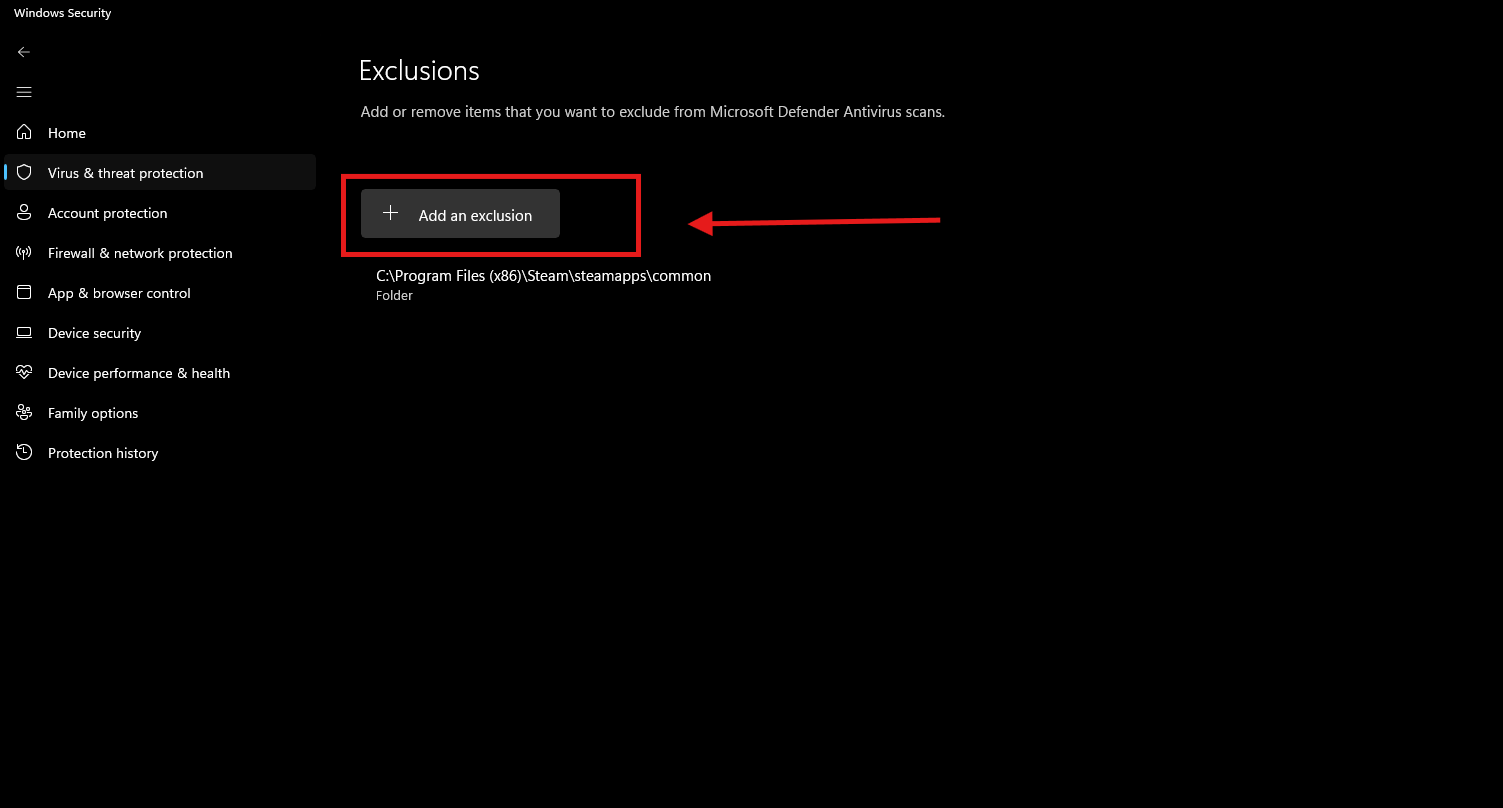 Windows Security
Exclusions
Add or remove items that you want to exclude from Microsoft Defender Antivirus scans.
Home
Virus & threat protection
Account protection
Firewall & network protection
App & browser control
Device security
Device performance & health
Family options
Protection history
Add an exclusion
C:\Program Files (x86)\Steam\steamapps\common
Folder